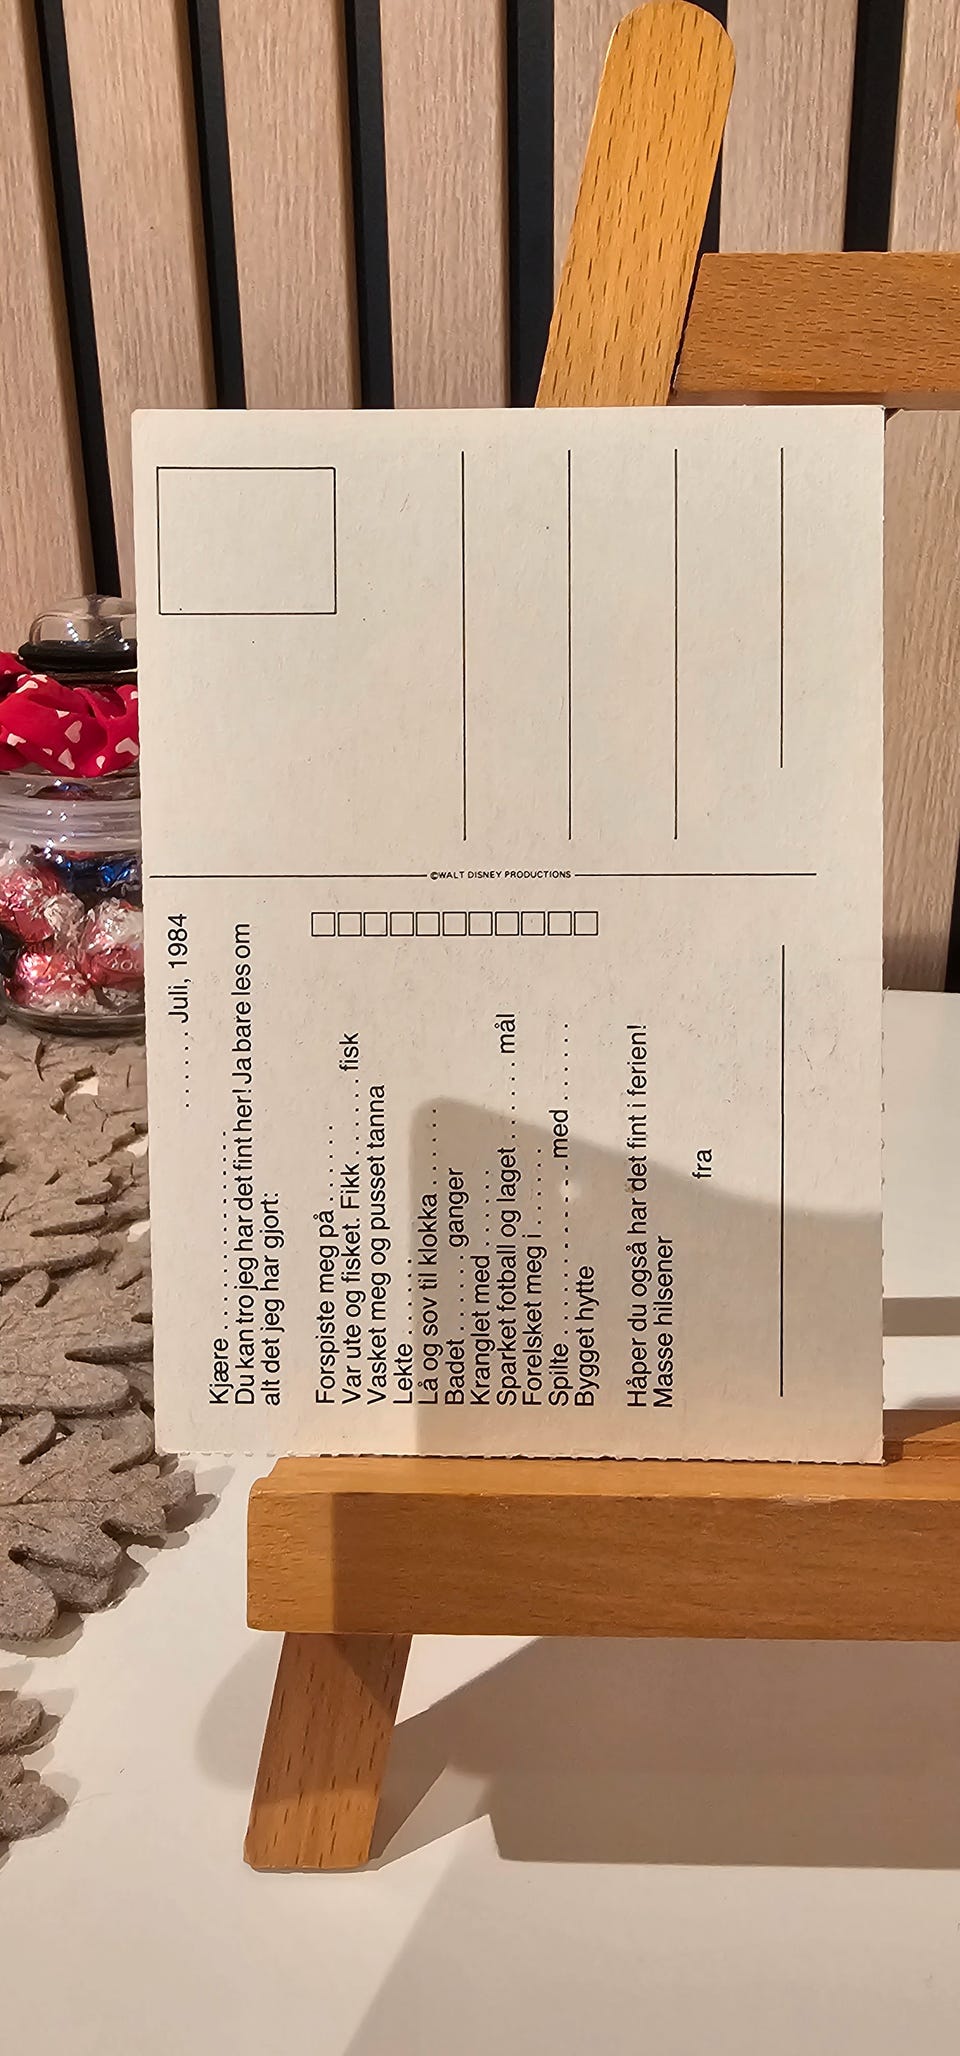 ....... Juli, 1984
Kjære ........................
Du kan tro jeg har det fint her! Ja bare les om
alt det jeg har gjort:
Forspiste meg på ....... □
Var ute og fisket. Fikk ....... fisk □
Vasket meg og pusset tanna □
Lekte ....... □
Lå og sov til klokka ....... □
Badet ....... ganger □
Kranglet med ....... □
Sparket fotball og laget ....... mål □
Forelsket meg i ....... □
Spilte .............. med ....... □
Bygget hytte □
Håper du også har det fint i ferien!
Masse hilsener
fra
©WALT DISNEY PRODUCTIONS